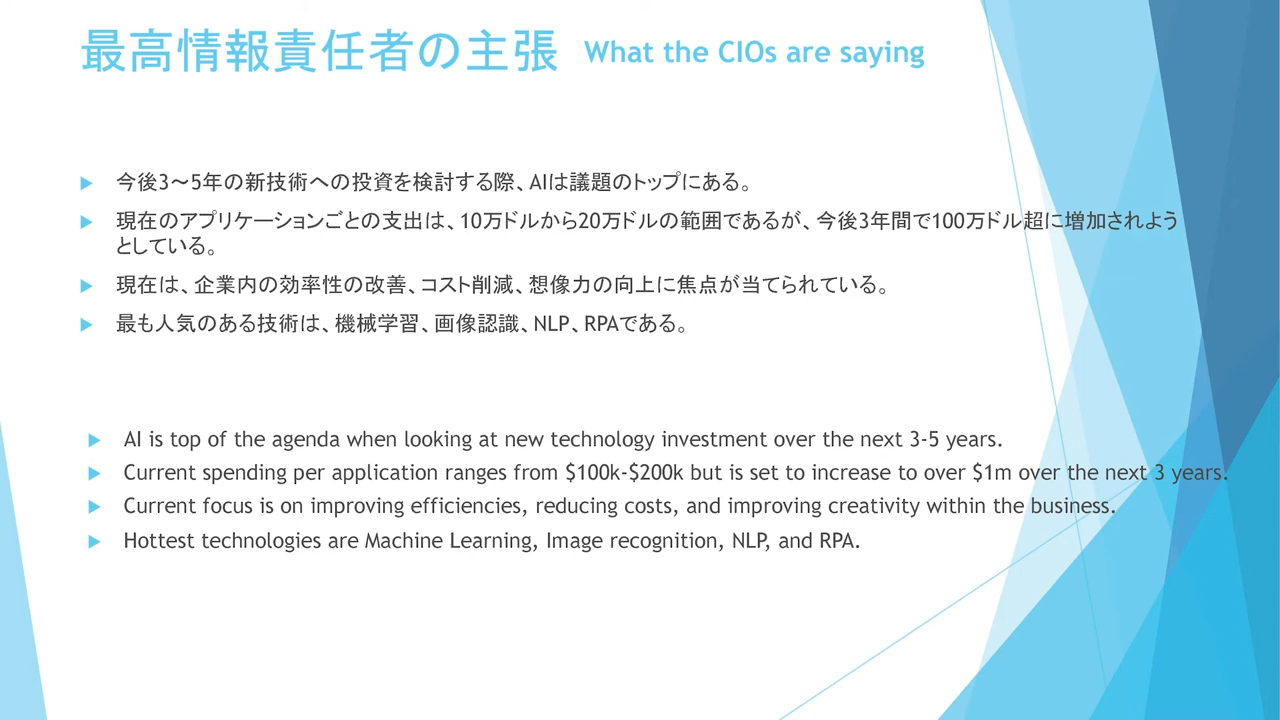 最高情報責任者の主張 What the CIOs are saying
今後3～5年の新技術への投資を検討する際、AIは議題のトップにある。
現在のアプリケーションごとの支出は、10万ドルから20万ドルの範囲であるが、今後3年間で100万ドル超に増加されよう
としている。
現在は、企業内の効率性の改善、コスト削減、想像力の向上に焦点が当てられている。
最も人気のある技術は、機械学習、画像認識、NLP、RPAである。
AI is top of the agenda when looking at new technology investment over the next 3-5 years.
Current spending per application ranges from $100k-$200k but is set to increase to over $1m over the next 3 years.
Current focus is on improving efficiencies, reducing costs, and improving creativity within the business.
Hottest technologies are Machine Learning, Image recognition, NLP, and RPA.